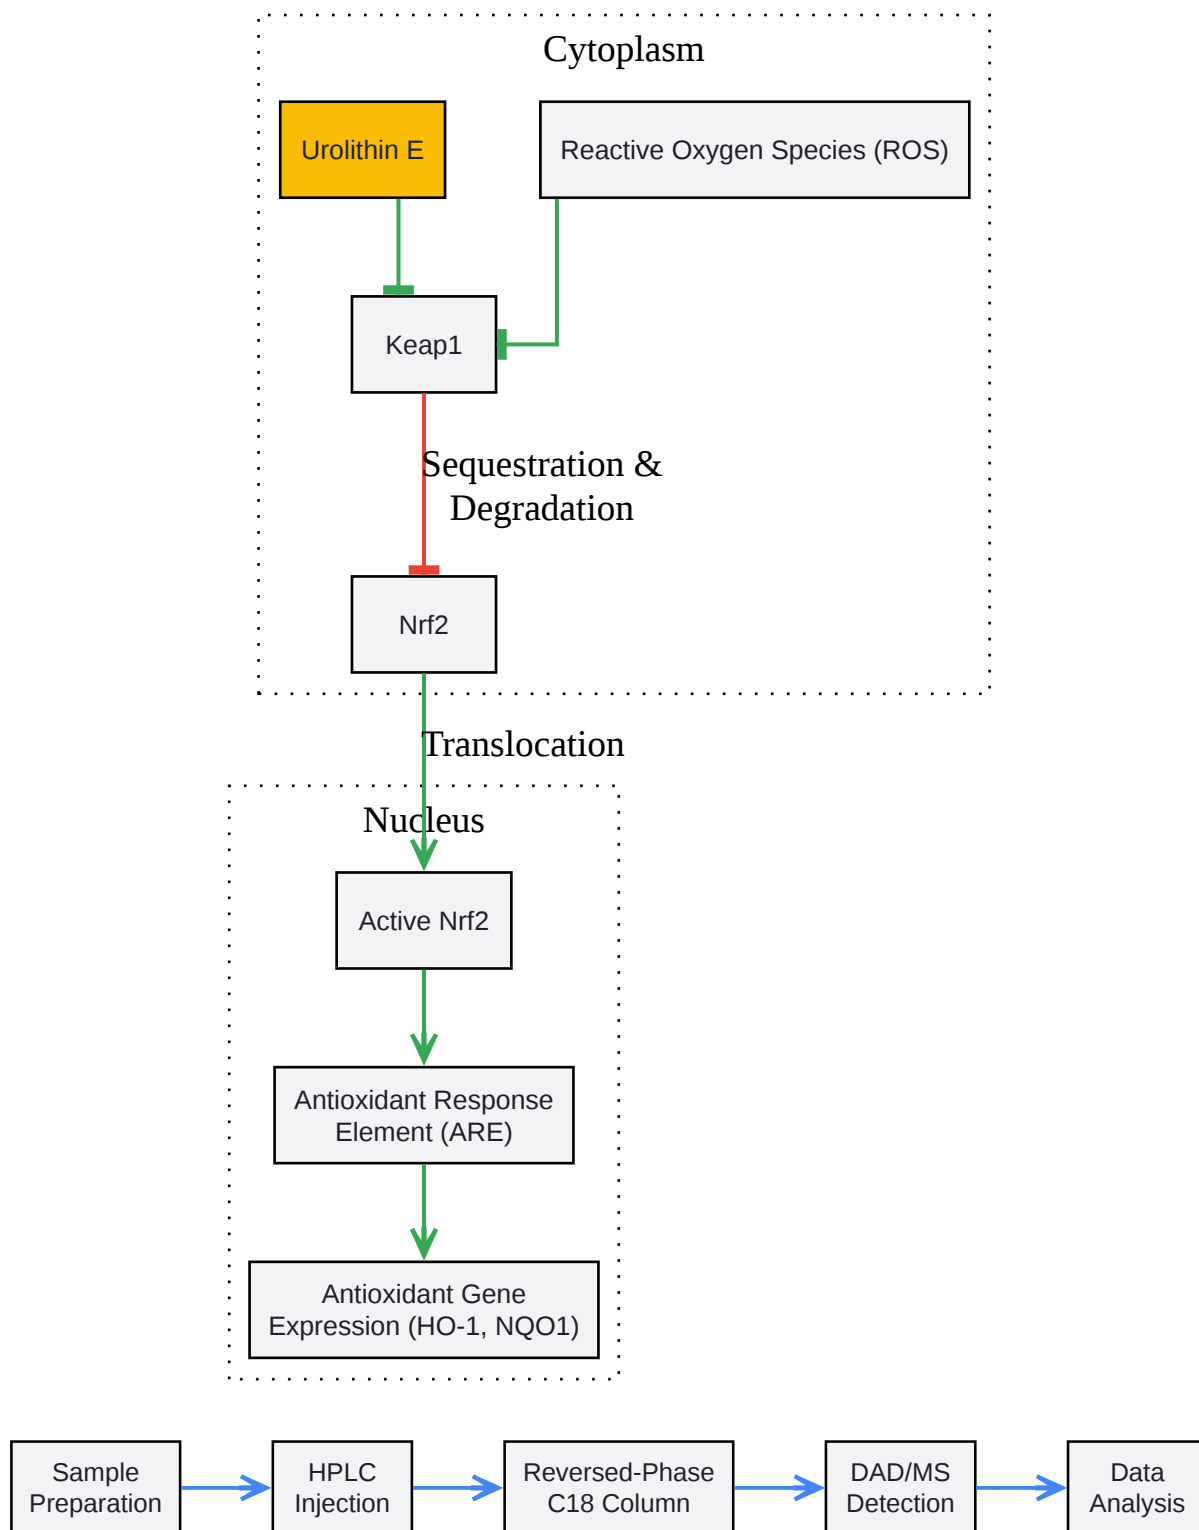 Cytoplasm
Urolithin E
Reactive Oxygen Species (ROS)
Keap1
Sequestration &
Degradation
Nrf2
Translocation
Nucleus
Active Nrf2
Antioxidant Response
Element (ARE)
Antioxidant Gene
Expression (HO-1, NQO1)
Sample
Preparation
HPLC
Injection
Reversed-Phase
C18 Column
DAD/MS
Detection
Data
Analysis